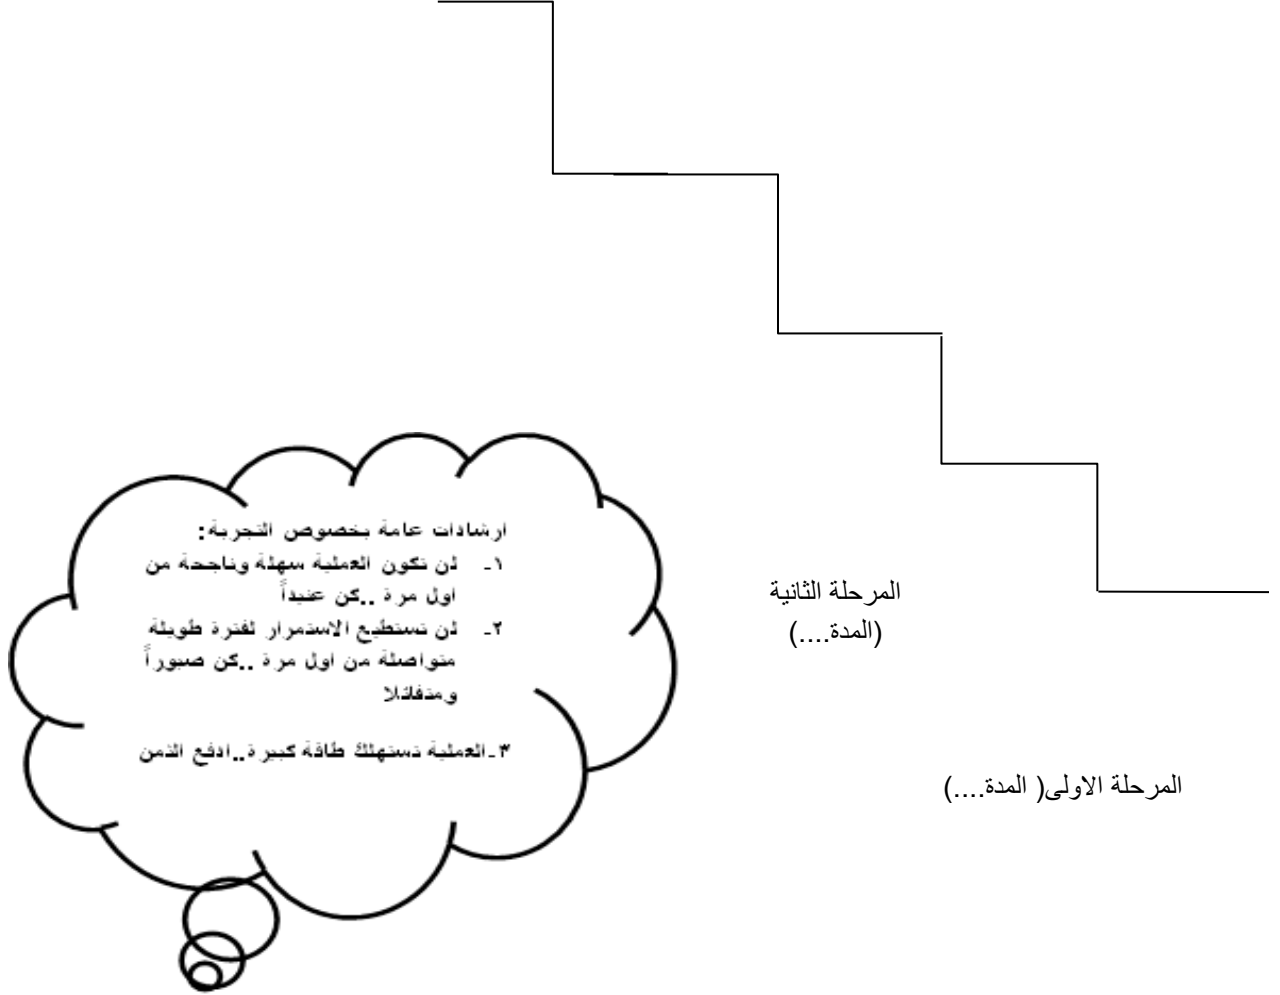 ارشادات عامة بخصوص التجربة:
١- لن تكون العملية سهلة وناجحة من
اول مرة ..كن عنيداً
٢- لن تستطيع الاستمرار لفترة طويلة
متواصلة من اول مرة ..كن صبوراً
ومتفائلا
٣-العملية تستهلك طاقة كبيرة..ادفع الثمن
المرحلة الثانية
(المدة....)
المرحلة الاولى( المدة....)